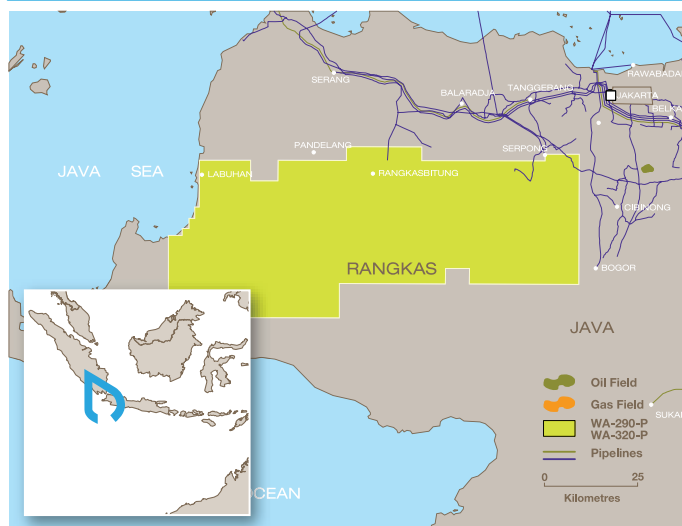 RAWABADA
SERANG
TANGGERANG
BALARADJA
JAKARTA
BELKA
PANDELANG
SERPONG
JAVA SEA
LABUHAN
RANGKASBITUNG
CIBINONG
RANGKAS
BOGOR
JAVA
Oil Field
Gas Field
SUKA
WA-290-P
WA-320-P
Pipelines
0 25
Kilometres
OCEAN